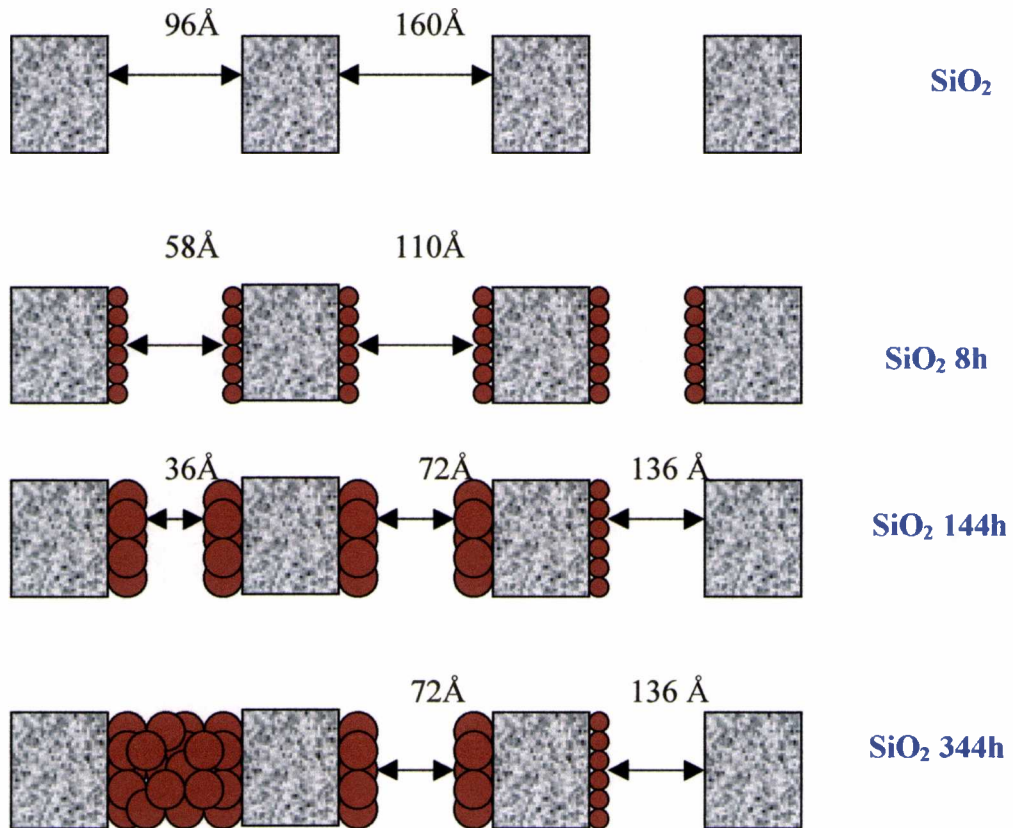 96Å 160Å
SiO₂
58Å 110Å
SiO₂ 8h
36Å 72Å 136 Å
SiO₂ 144h
72Å 136 Å
SiO₂ 344h